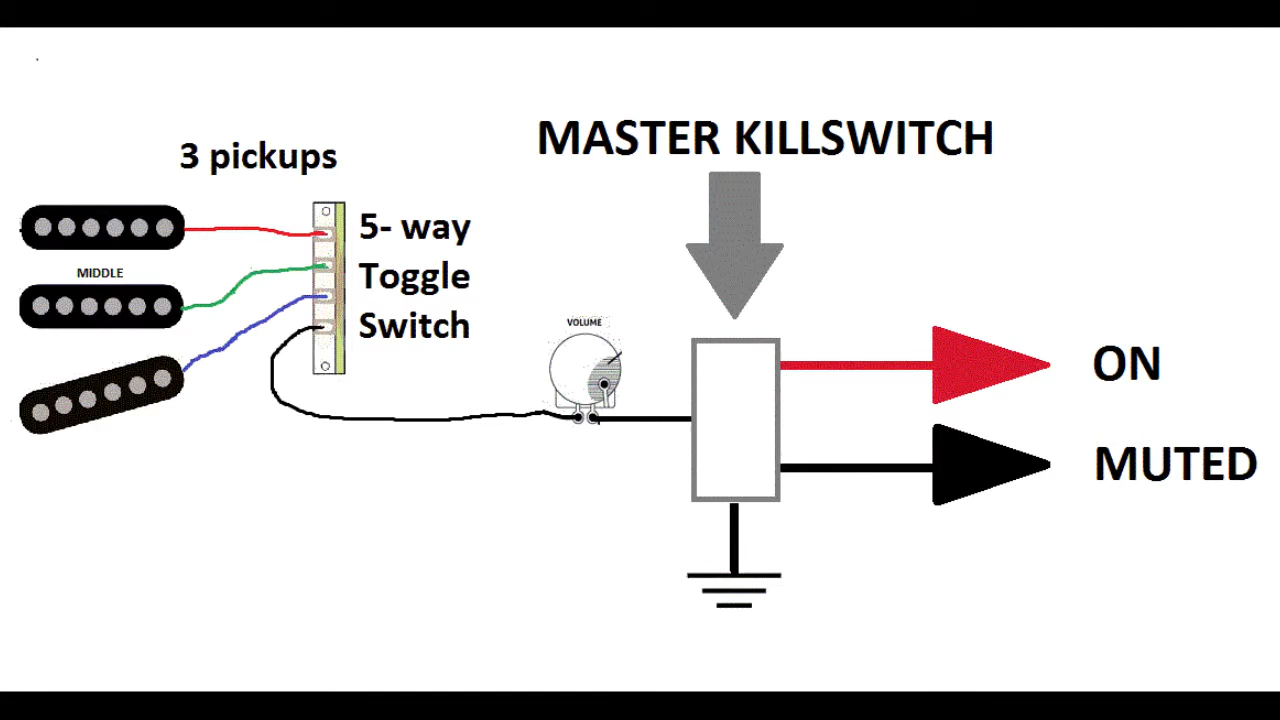 MASTER KILLSWITCH
3 pickups
5- way
Toggle
Switch
MIDDLE
VOLUME
ON
MUTED